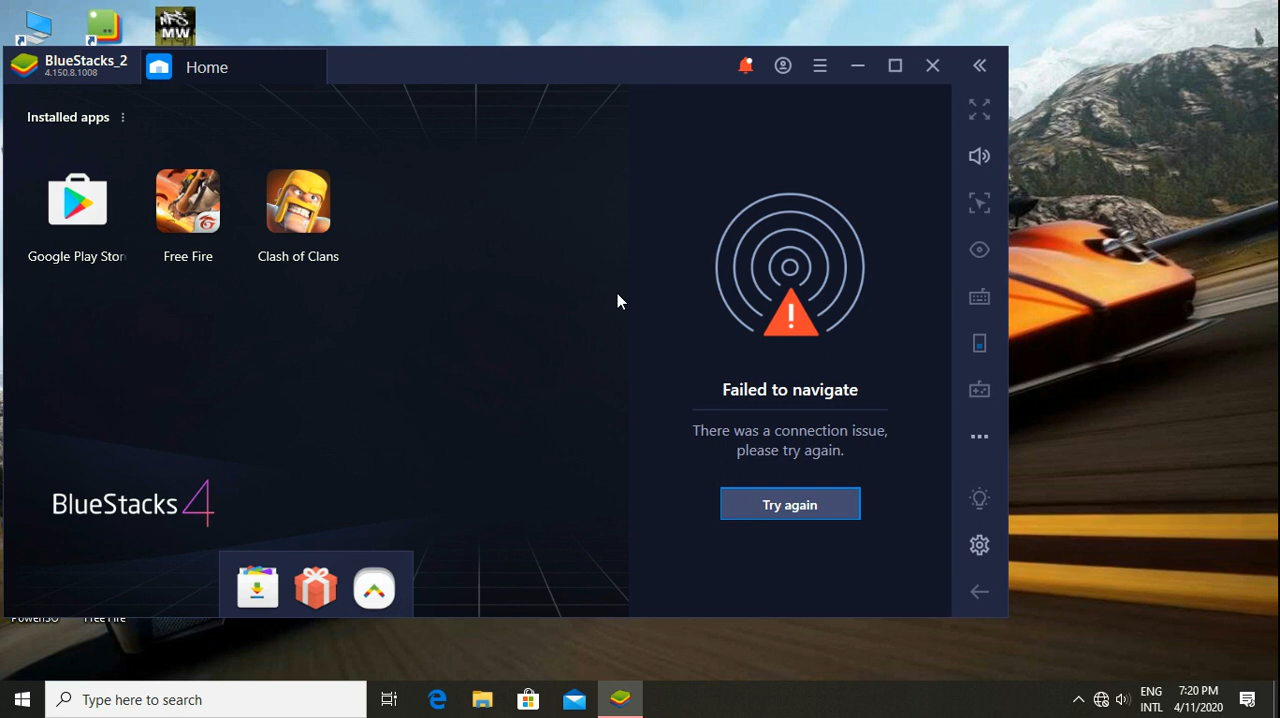 NFS
MW
BlueStacks_2
4.150.8.1008
Home
Installed apps
Google Play Stor
Free Fire
Clash of Clans
Failed to navigate
There was a connection issue,
please try again.
Try again
BlueStacks 4
PowerISO
Free Fire
Type here to search
ENG
INTL
7:20 PM
4/11/2020